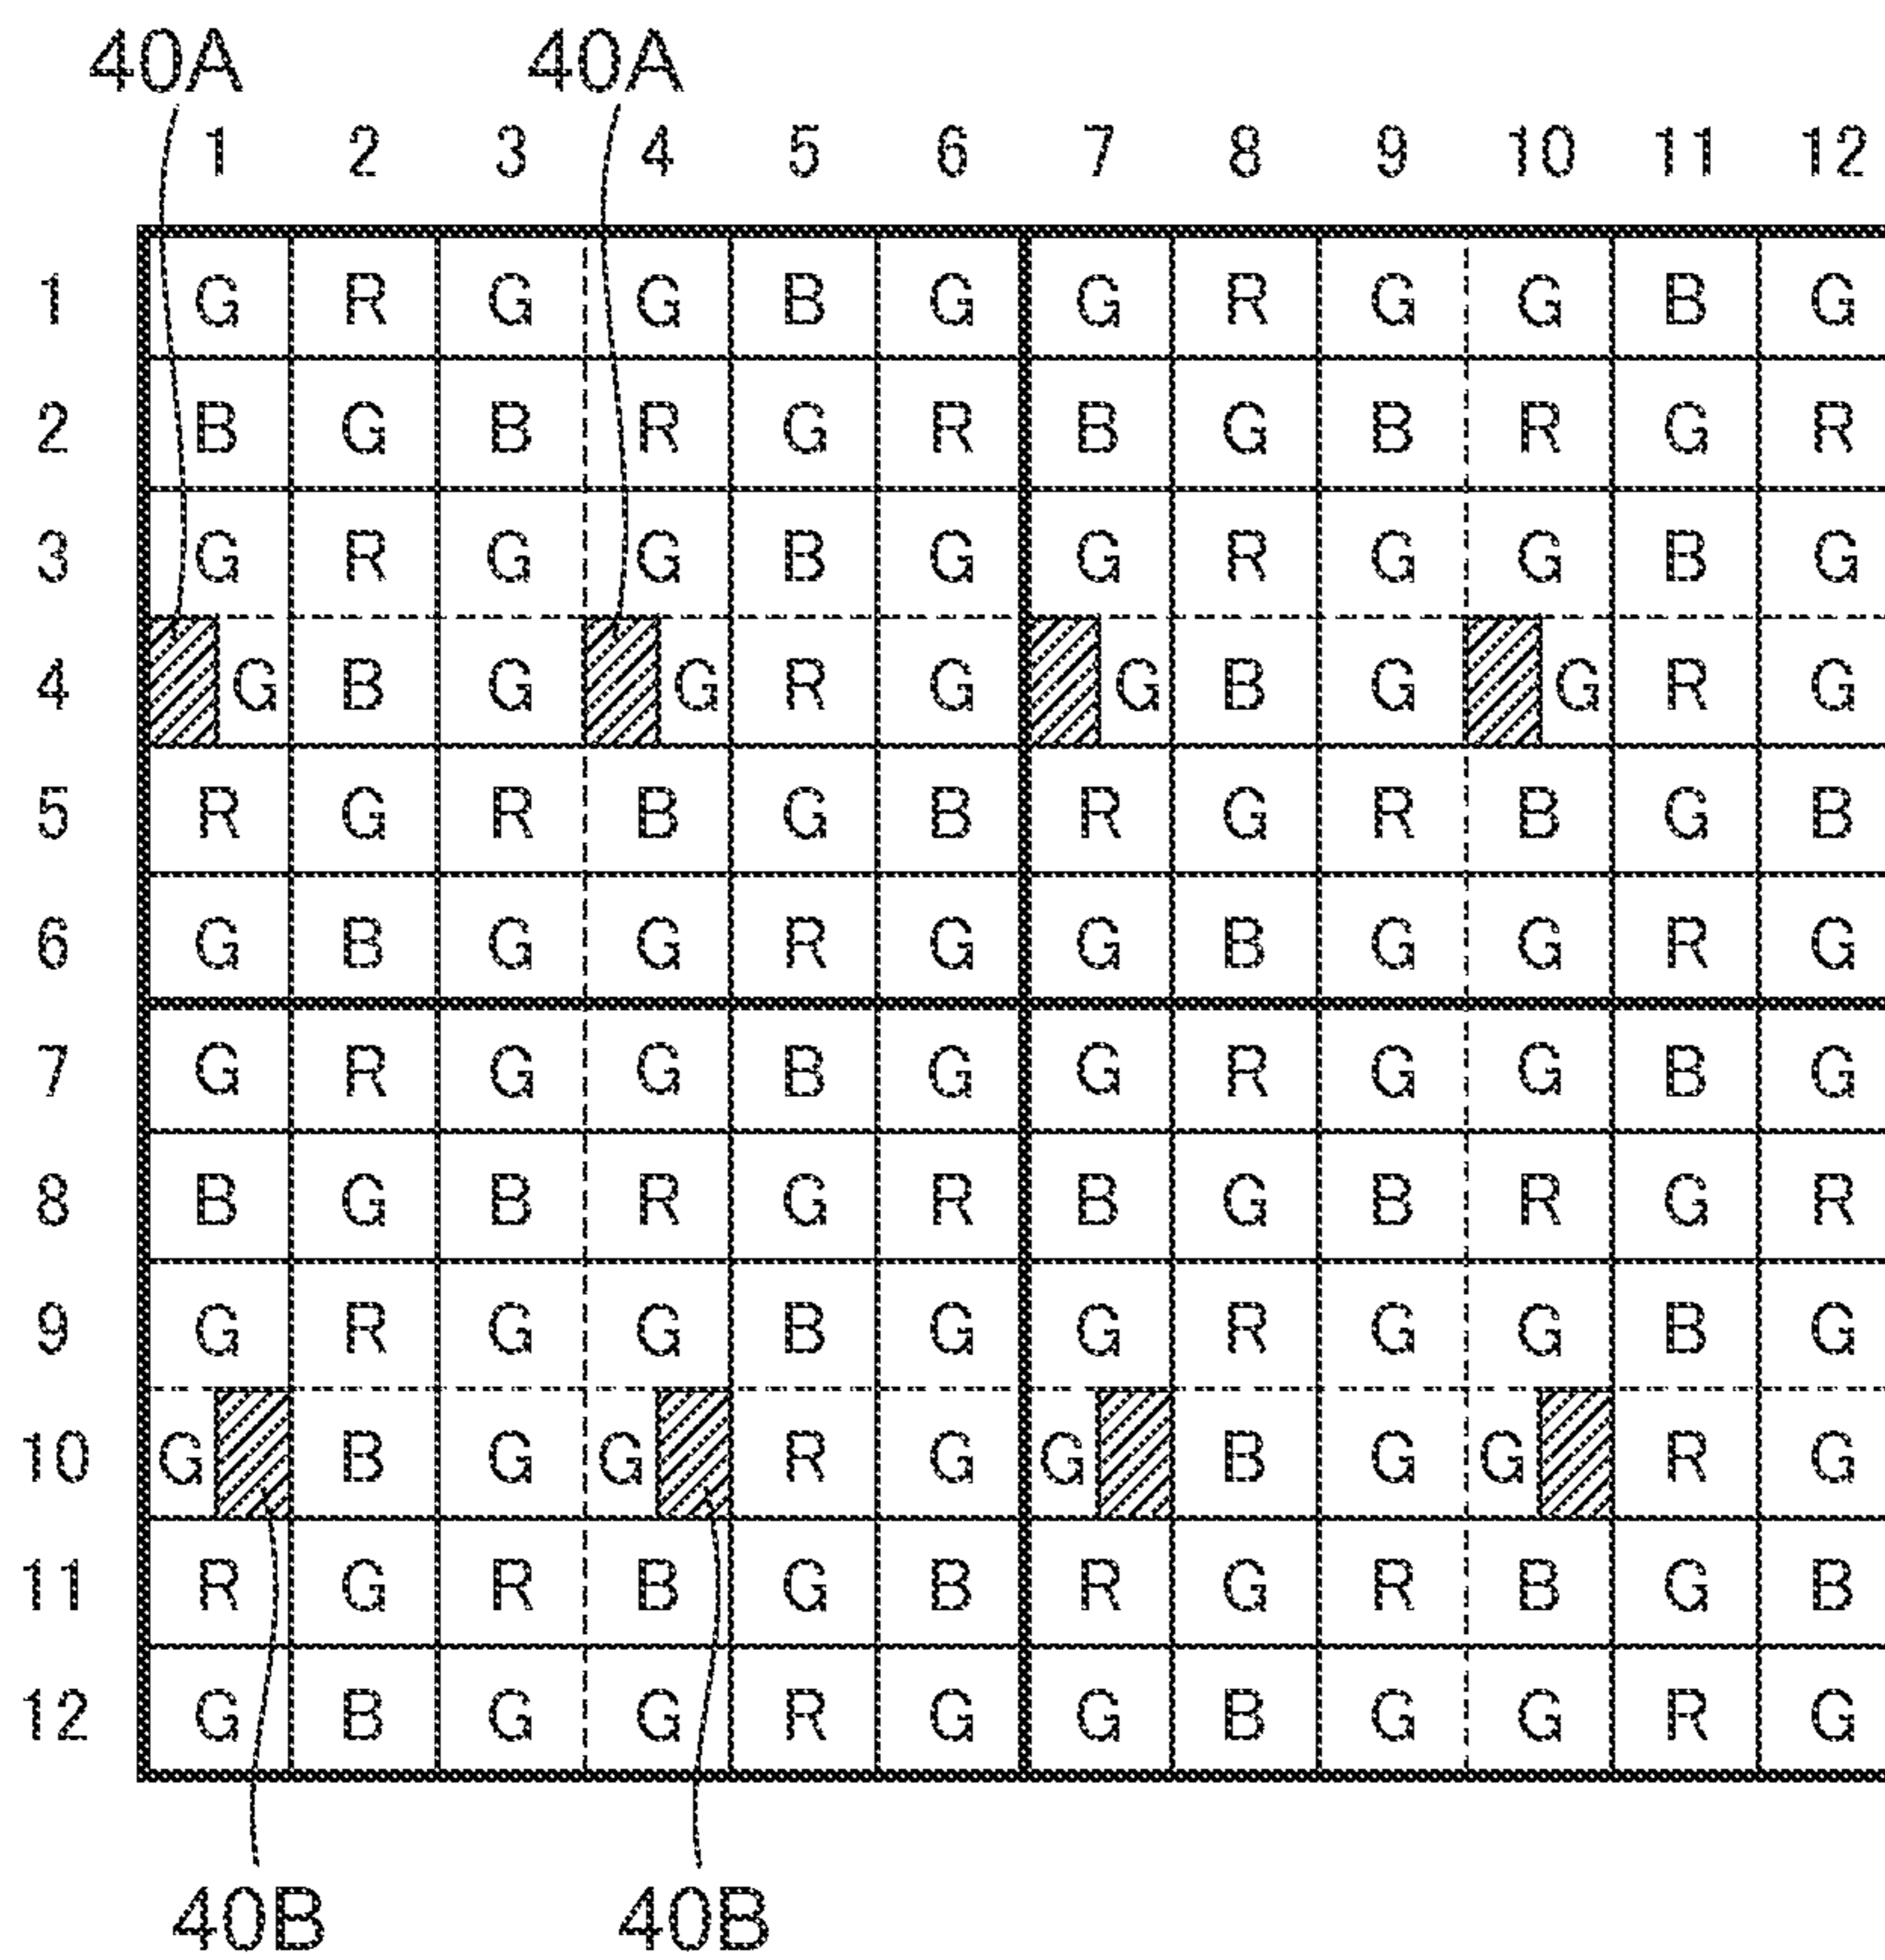 40A 40A
1 2 3 4 5 6 7 8 9 10 11 12
1 G R G G B G G R G G B G
2 B G B R G R B G B R G R
3 G R G G B G G R G G B G
4 G B G G R G G B G G R G
5 R G R B G B R G R B G B
6 G B G G R G G B G G R G
7 G R G G B G G R G G B G
8 B G B R G R B G B R G R
9 G R G G B G G R G G B G
10 G B G G R G G B G G R G
11 R G R B G B R G R B G B
12 G B G G R G G B G G R G
40B 40B